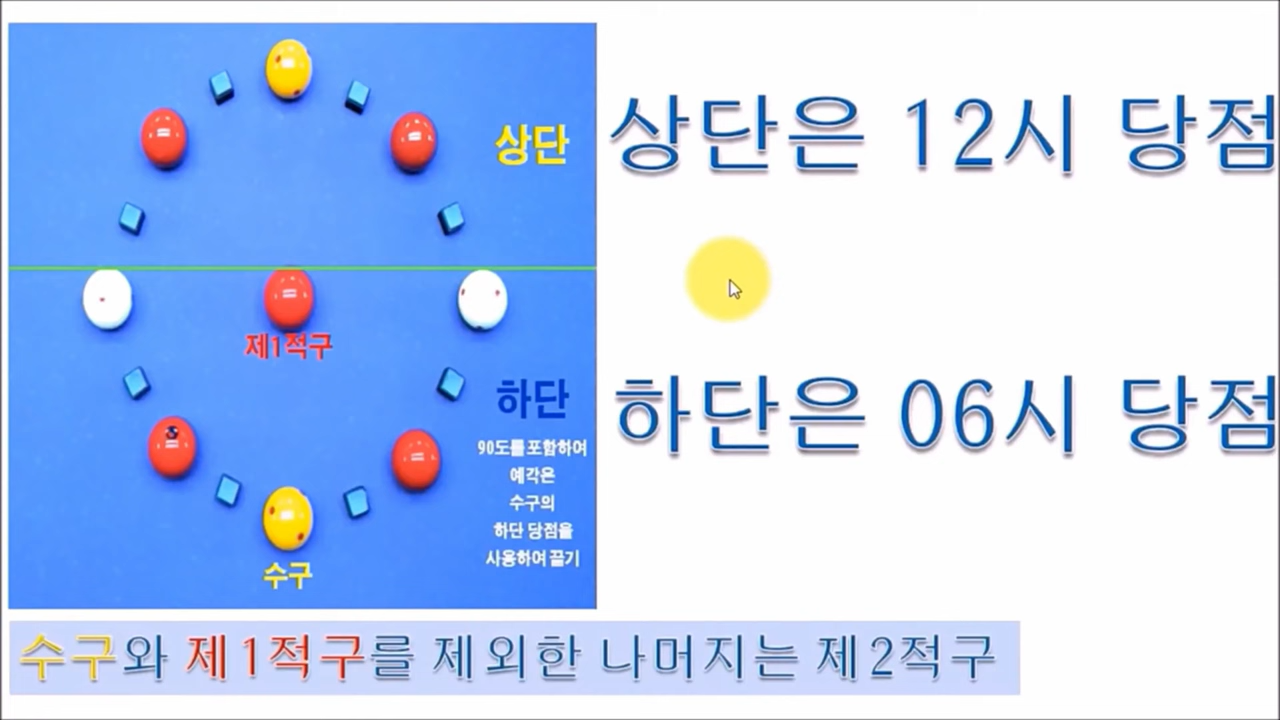 상단
상단은 12시 당점
제1적구
하단
하단은 06시 당점
90도를 포함하여
예각은
수구의
하단 당점을
사용하여 끌기
수구
수구와 제1적구를 제외한 나머지는 제2적구